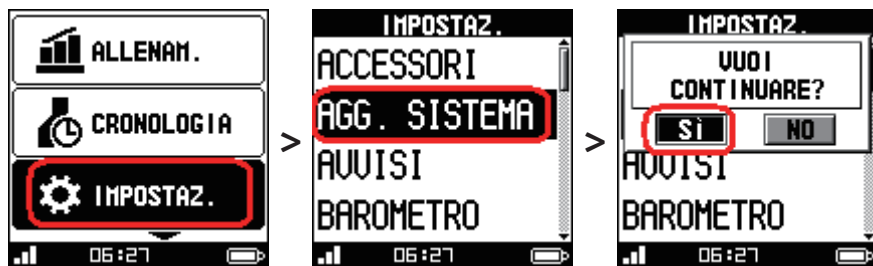 ALLENAM.
CRONOLOGIA
IMPOSTAZ.
06:27
>
IMPOSTAZ.
ACCESSORI
AGG. SISTEMA
AVVISI
BAROMETRO
06:27
>
IMPOSTAZ.
VUOI
CONTINUARE?
Sì NO
AVVISI
BAROMETRO
06:27